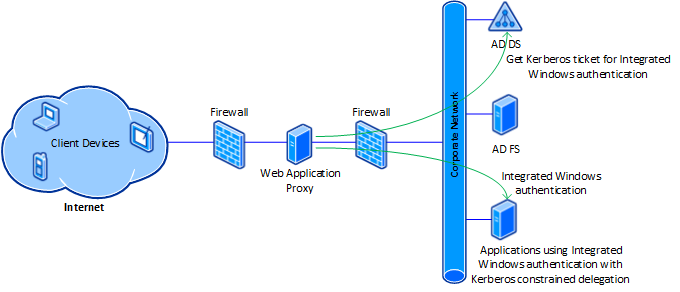 AD DS
Get Kerberos ticket for Integrated
Windows authentication
Firewall
Firewall
Corporate Network
Client Devices
AD FS
Web Application
Proxy
Integrated Windows
authentication
Internet
Applications using Integrated
Windows authentication with
Kerberos constrained delegation